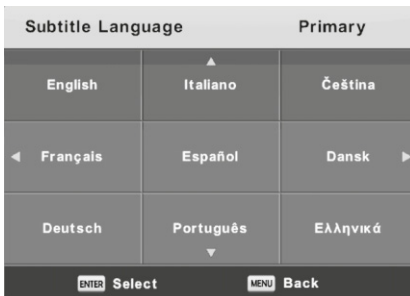 Subtitle Language Primary
English Italiano Čeština
Français Español Dansk
Deutsch Português Ελληνικά
ENTER Select MENU Back